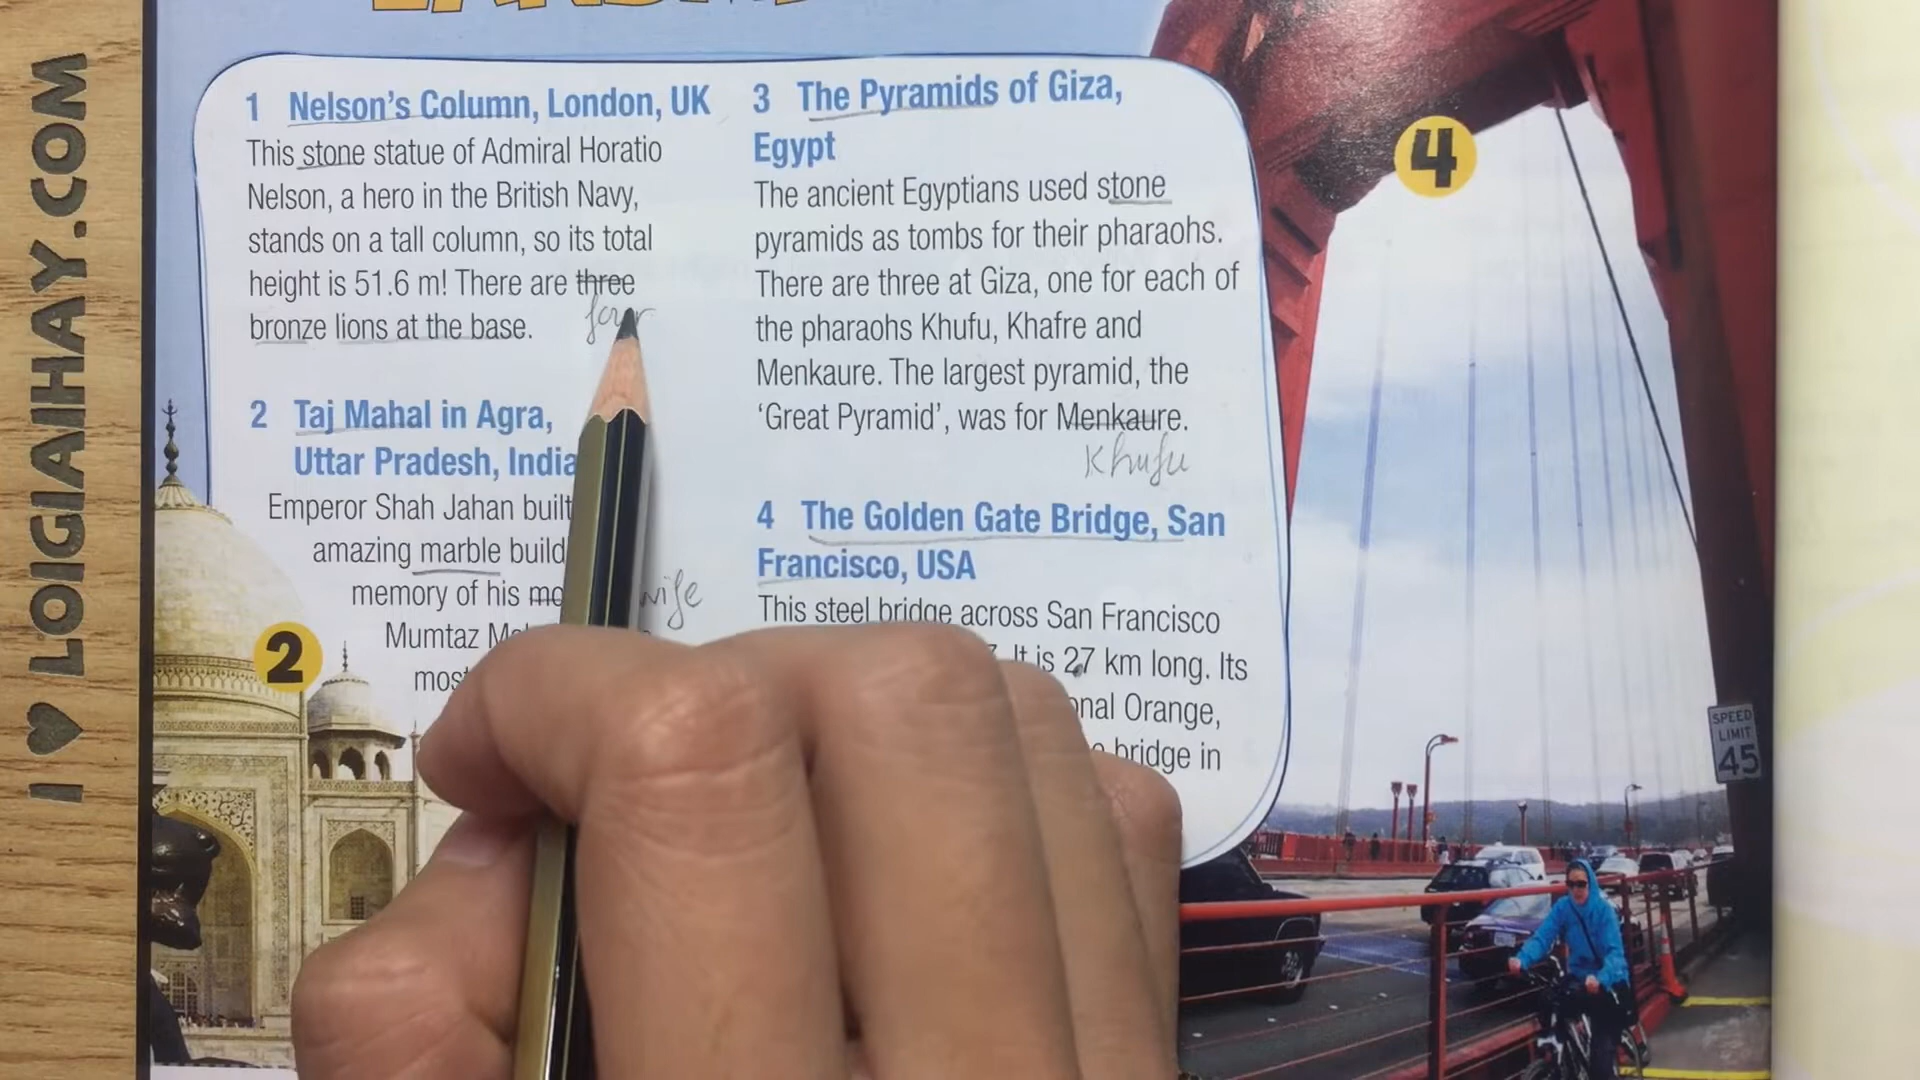 I ♥ LOIGIAIHAY.COM
1 Nelson's Column, London, UK
This stone statue of Admiral Horatio
Nelson, a hero in the British Navy,
stands on a tall column, so its total
height is 51.6 m! There are three
four
bronze lions at the base.
2 Taj Mahal in Agra,
Uttar Pradesh, India
Emperor Shah Jahan built
amazing marble
memory of his
wife
Mumtaz
3 The Pyramids of Giza,
Egypt
The ancient Egyptians used stone
pyramids as tombs for their pharaohs.
There are three at Giza, one for each of
the pharaohs Khufu, Khafre and
Menkaure. The largest pyramid, the
‘Great Pyramid’, was for Menkaure.
Khufu
4 The Golden Gate Bridge, San
Francisco, USA
This steel bridge across San Francisco
It is 2.7 km long. Its
Orange,
bridge in
2
4
SPEED
LIMIT
45